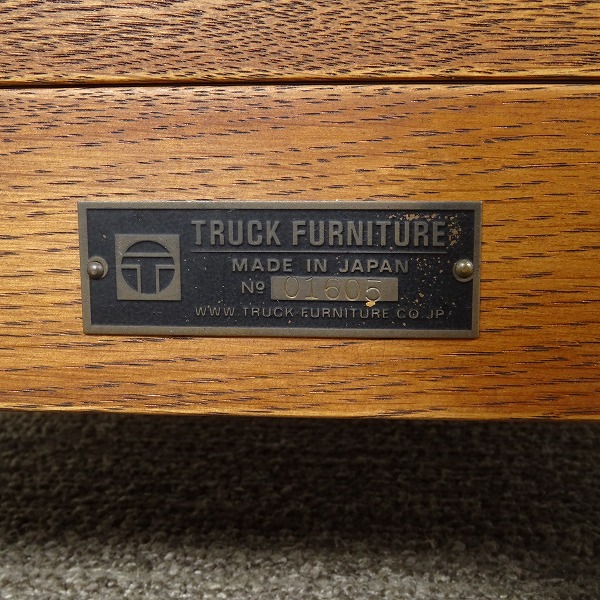 TRUCK FURNITURE
MADE IN JAPAN
No 01605
WWW.TRUCK-FURNITURE.CO.JP